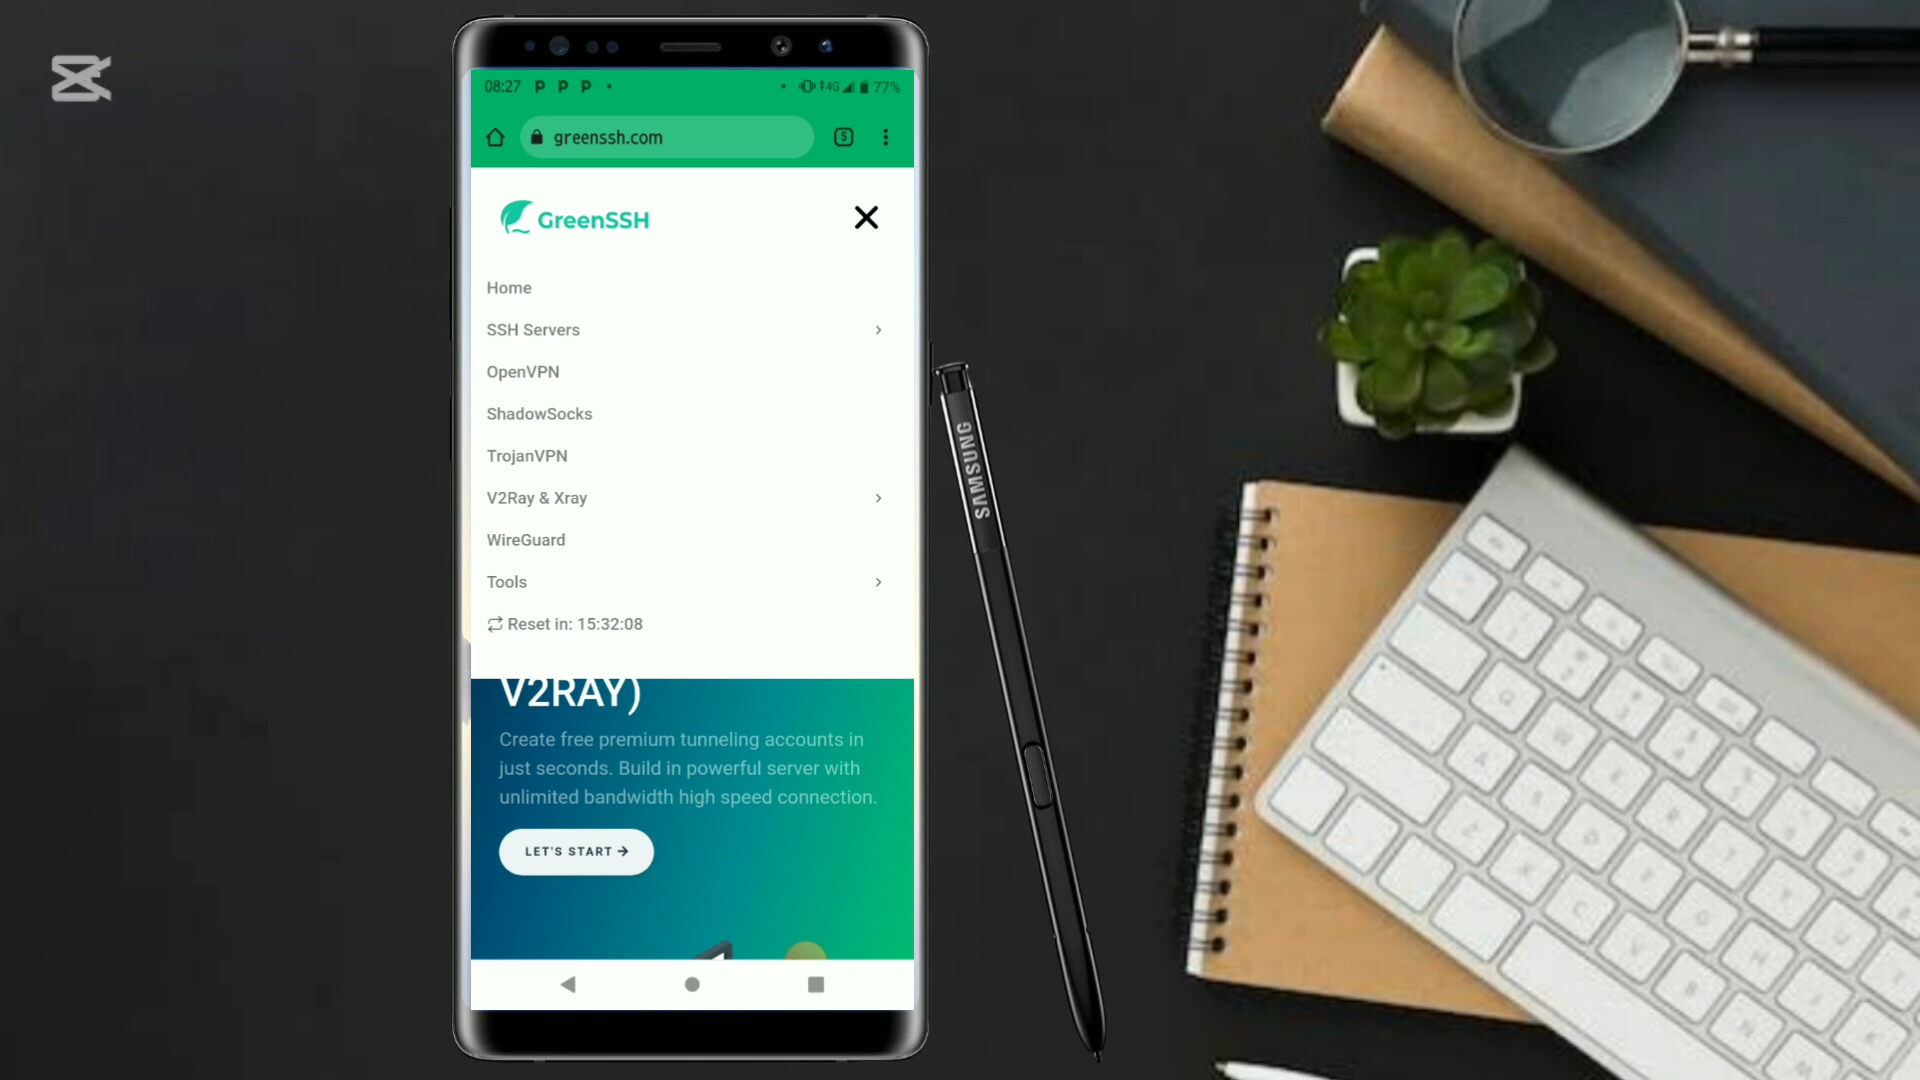 08:27 P P P • • 4G 77%
greenssh.com 5
GreenSSH
Home
SSH Servers
OpenVPN
ShadowSocks
TrojanVPN
V2Ray & Xray
WireGuard
Tools
Reset in: 15:32:08
V2RAY)
Create free premium tunneling accounts in
just seconds. Build in powerful server with
unlimited bandwidth high speed connection.
LET'S START →
SAMSUNG